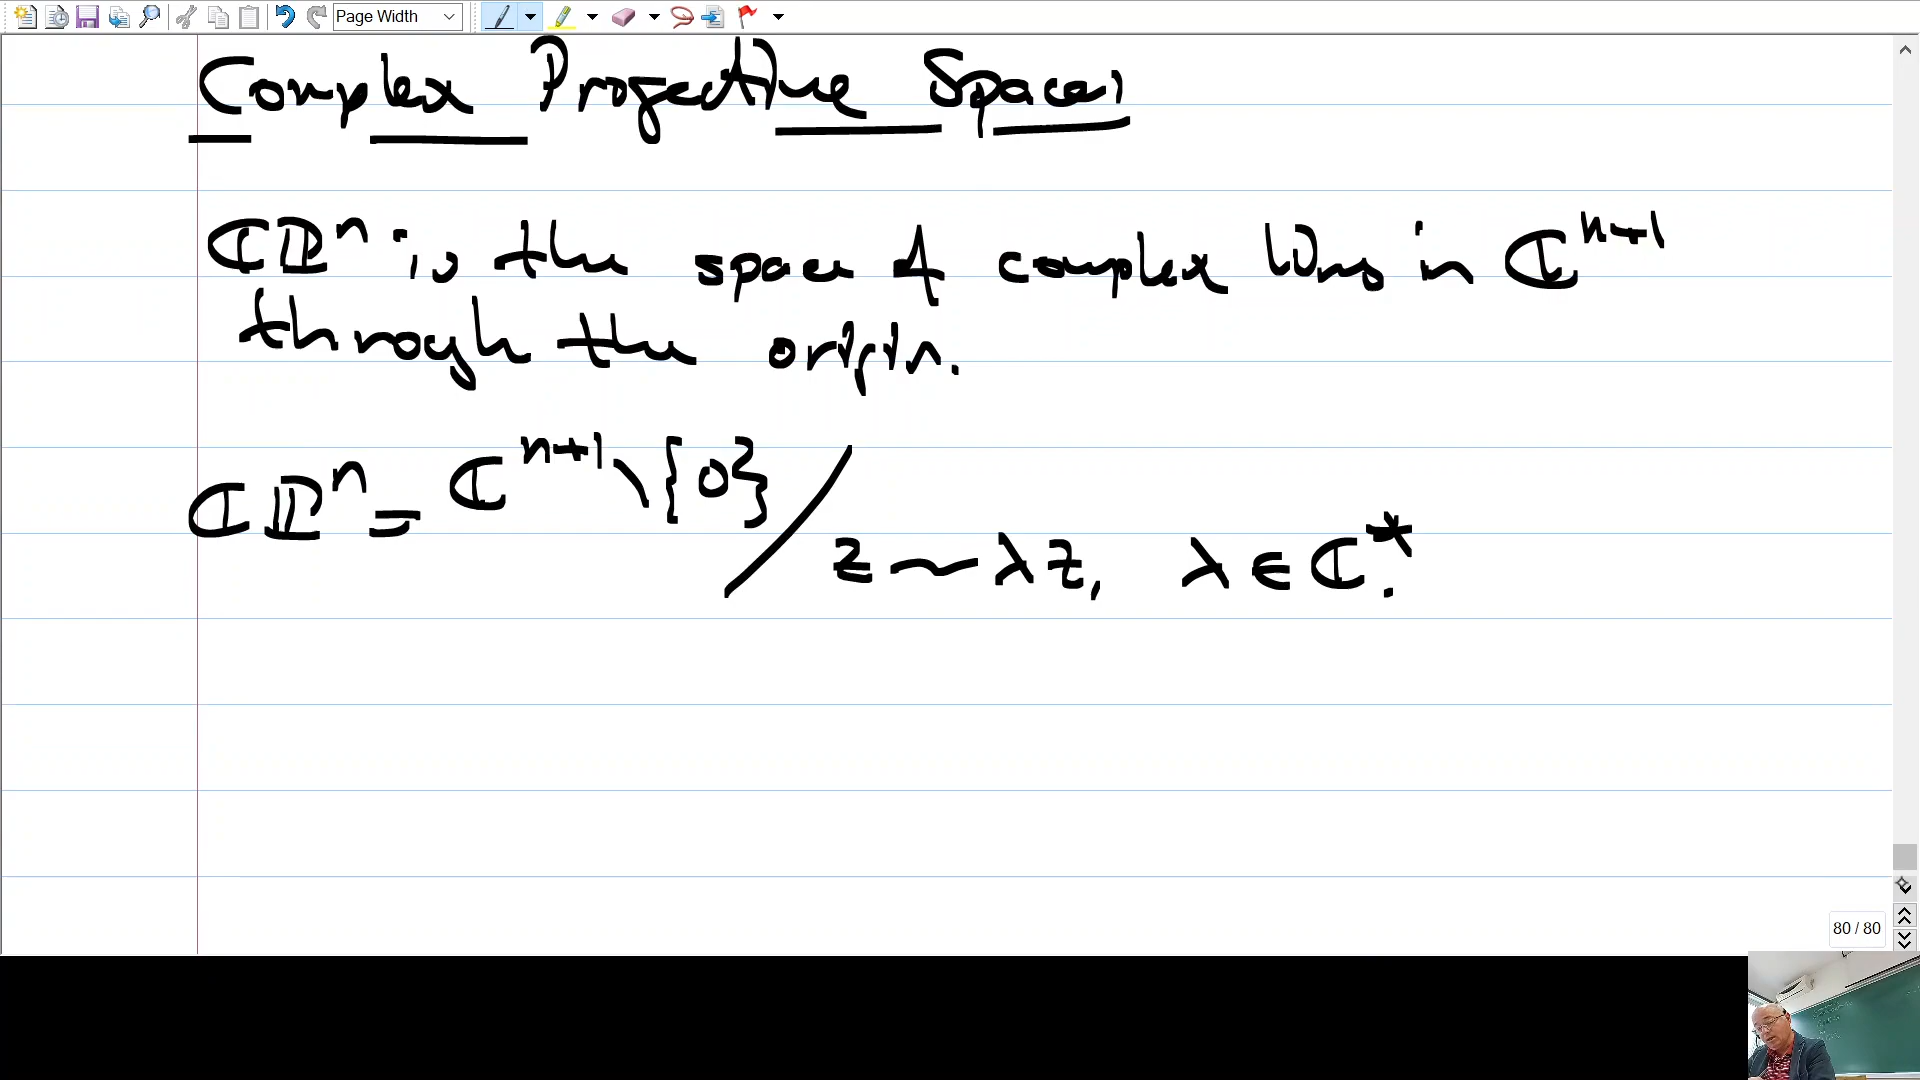 Page Width
Complex Projective Spaces
ℂℙⁿ is the space of complex lines in ℂⁿ⁺¹
through the origin.
ℂℙⁿ = ℂⁿ⁺¹ \ {0} / z ~ λz, λ ∈ ℂ*.
80 / 80